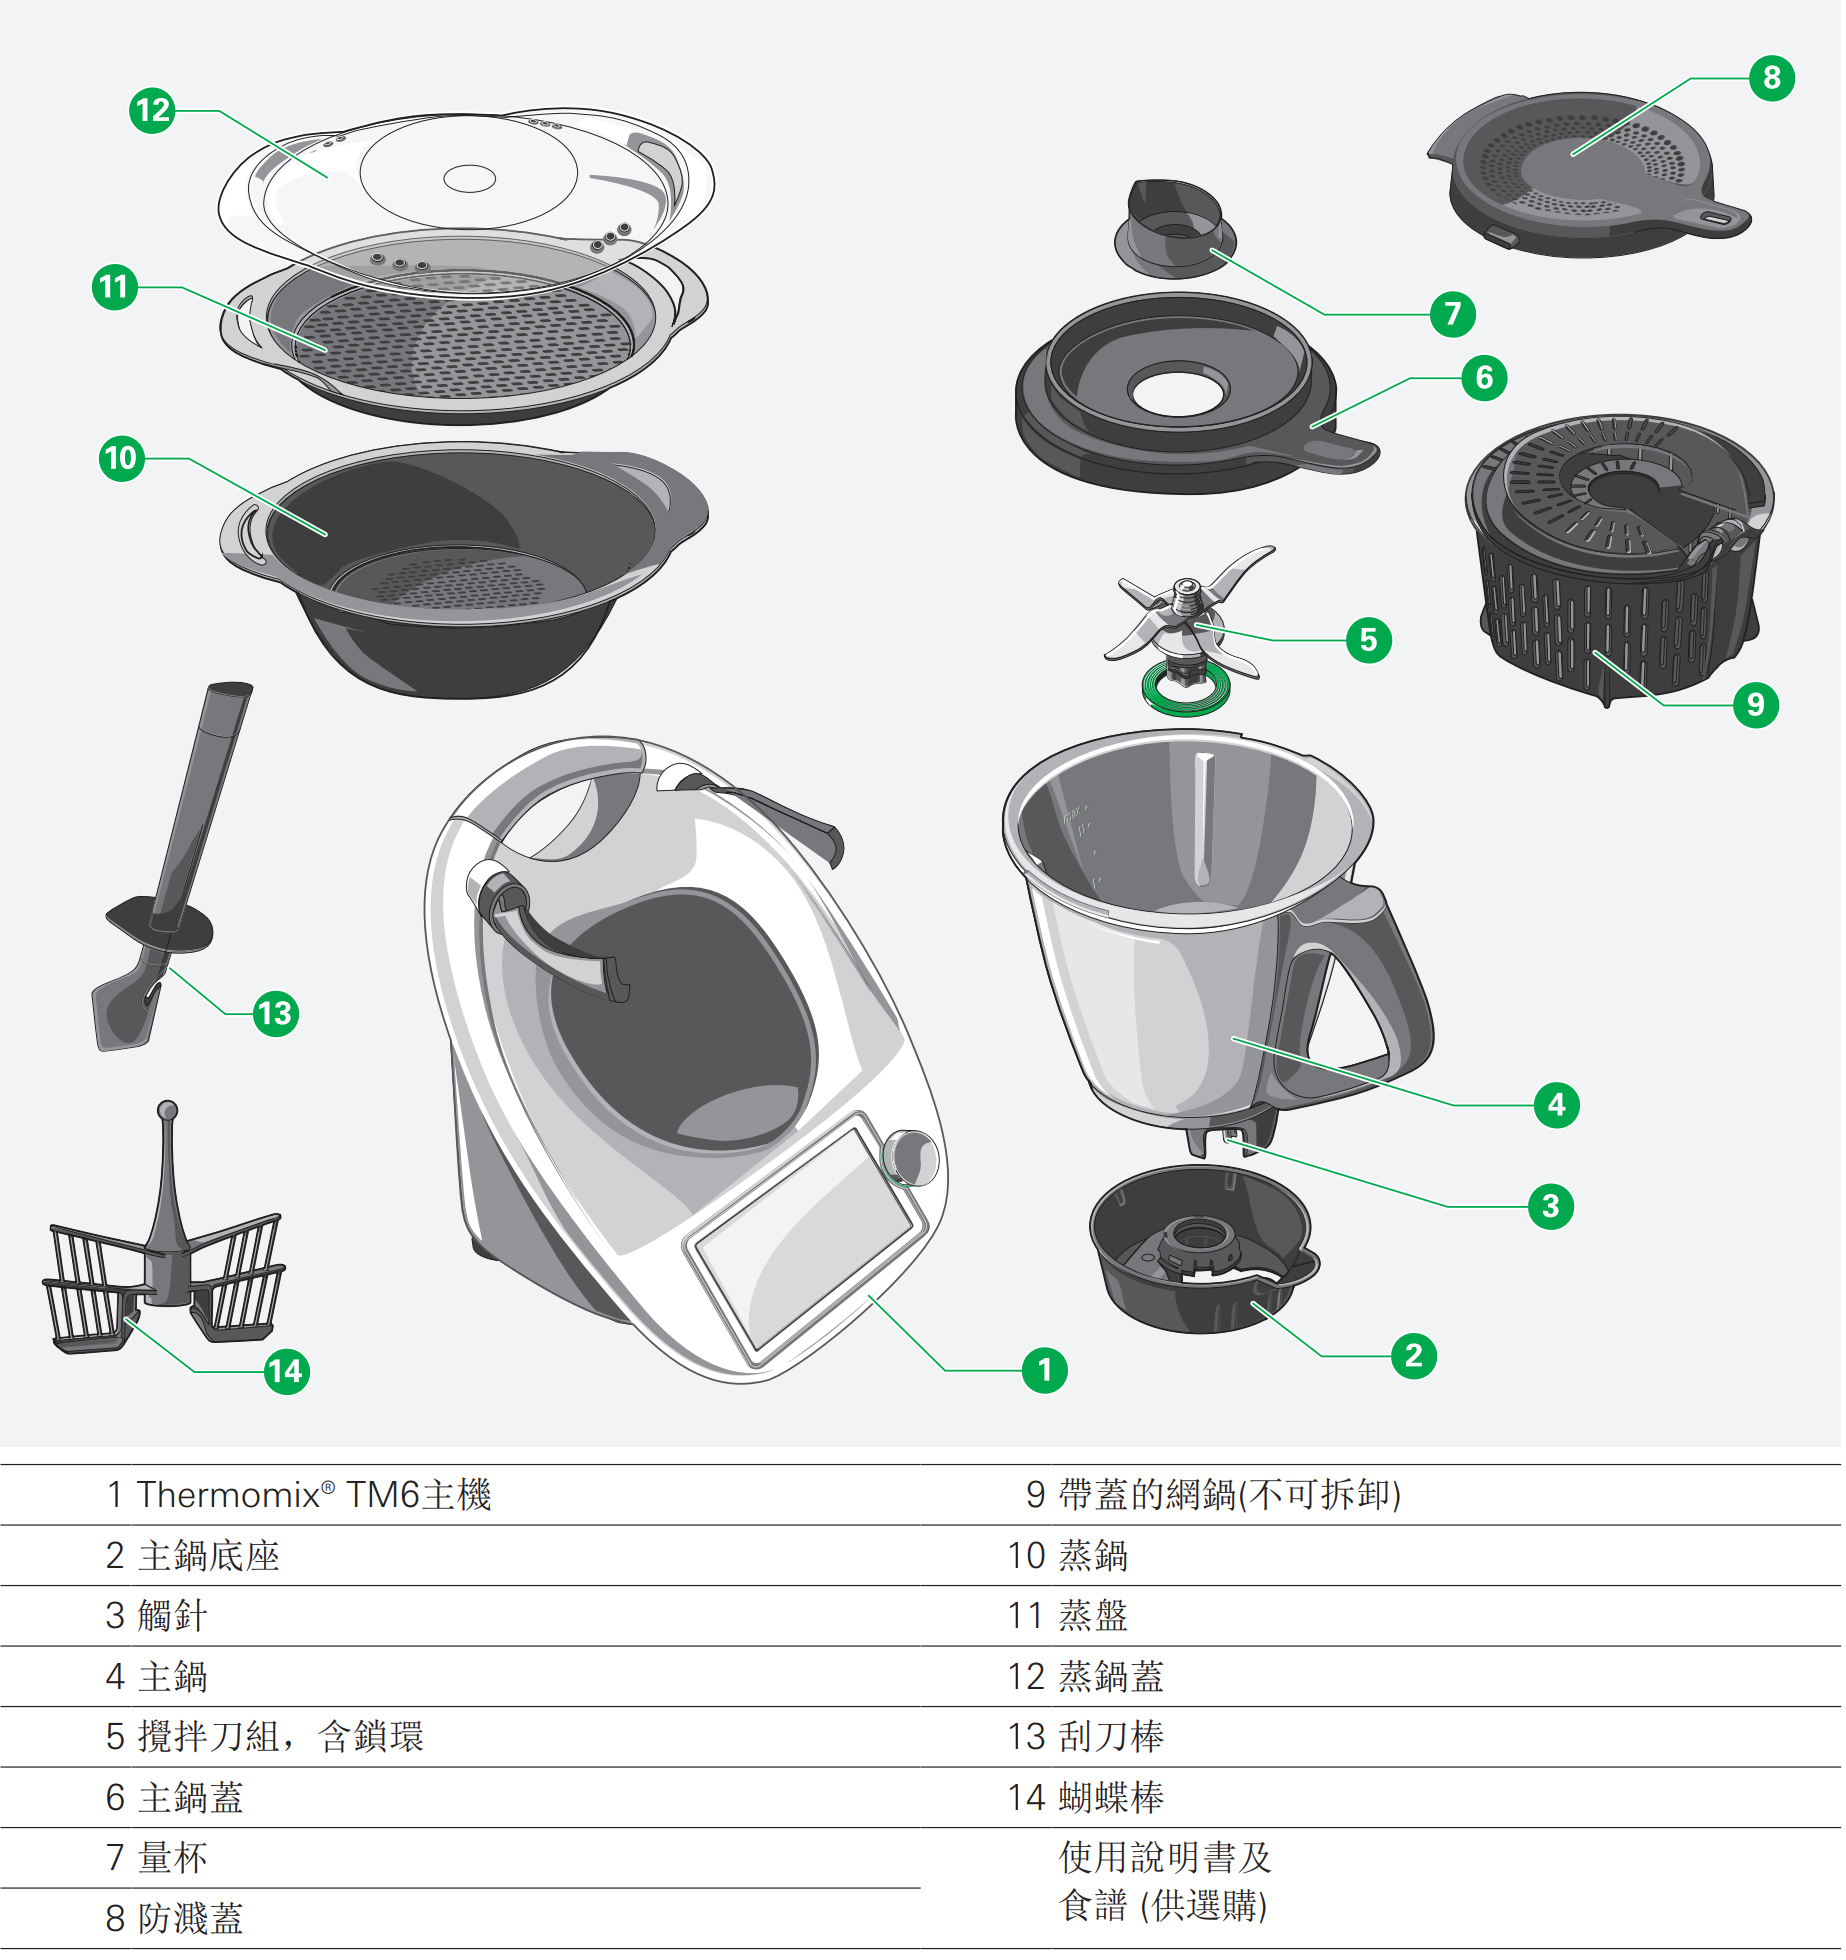 12
8
11
7
6
10
5
9
13
4
3
14
1
2
max
1 Thermomix® TM6主機
2 主鍋底座
3 觸針
4 主鍋
5 攪拌刀組，含鎖環
6 主鍋蓋
7 量杯
8 防濺蓋
9 帶蓋的網鍋(不可拆卸)
10 蒸鍋
11 蒸盤
12 蒸鍋蓋
13 刮刀棒
14 蝴蝶棒
使用說明書及
食譜 (供選購)